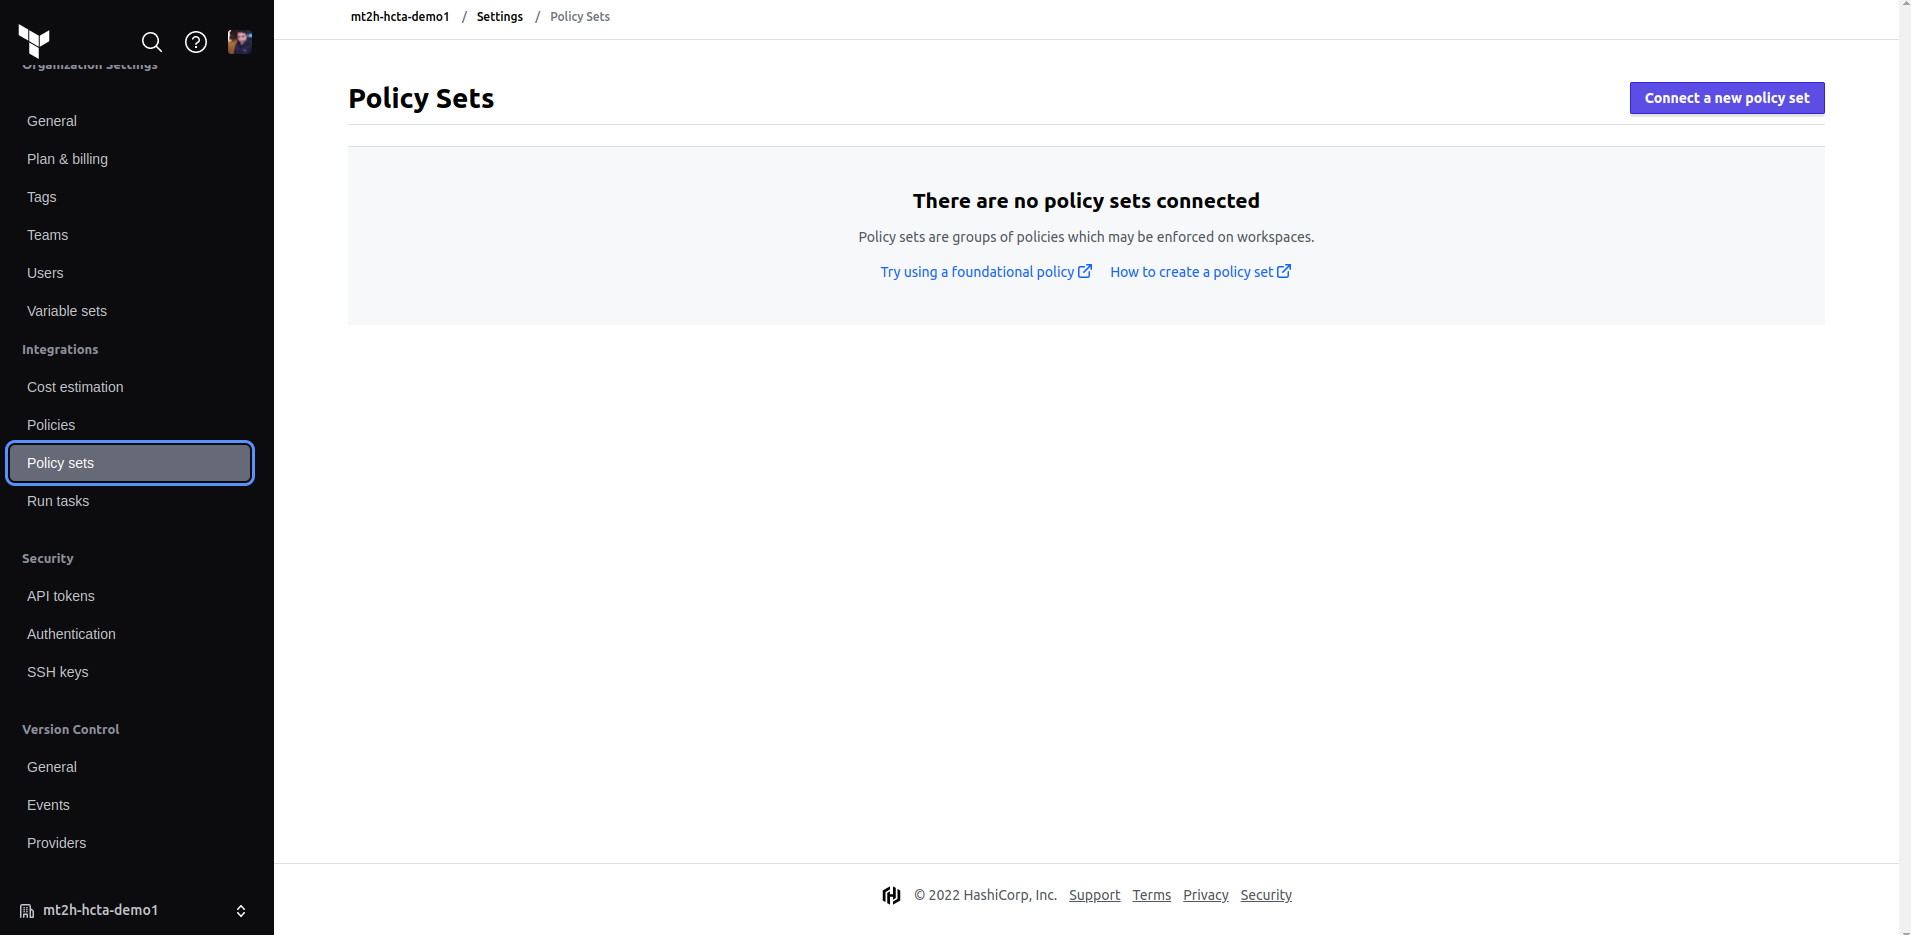 mt2h-hcta-demo1 / Settings / Policy Sets
Organization Settings
General
Plan & billing
Tags
Teams
Users
Variable sets
Integrations
Cost estimation
Policies
Policy sets
Run tasks
Security
API tokens
Authentication
SSH keys
Version Control
General
Events
Providers
mt2h-hcta-demo1
Policy Sets
Connect a new policy set
There are no policy sets connected
Policy sets are groups of policies which may be enforced on workspaces.
Try using a foundational policy How to create a policy set
© 2022 HashiCorp, Inc. Support Terms Privacy Security